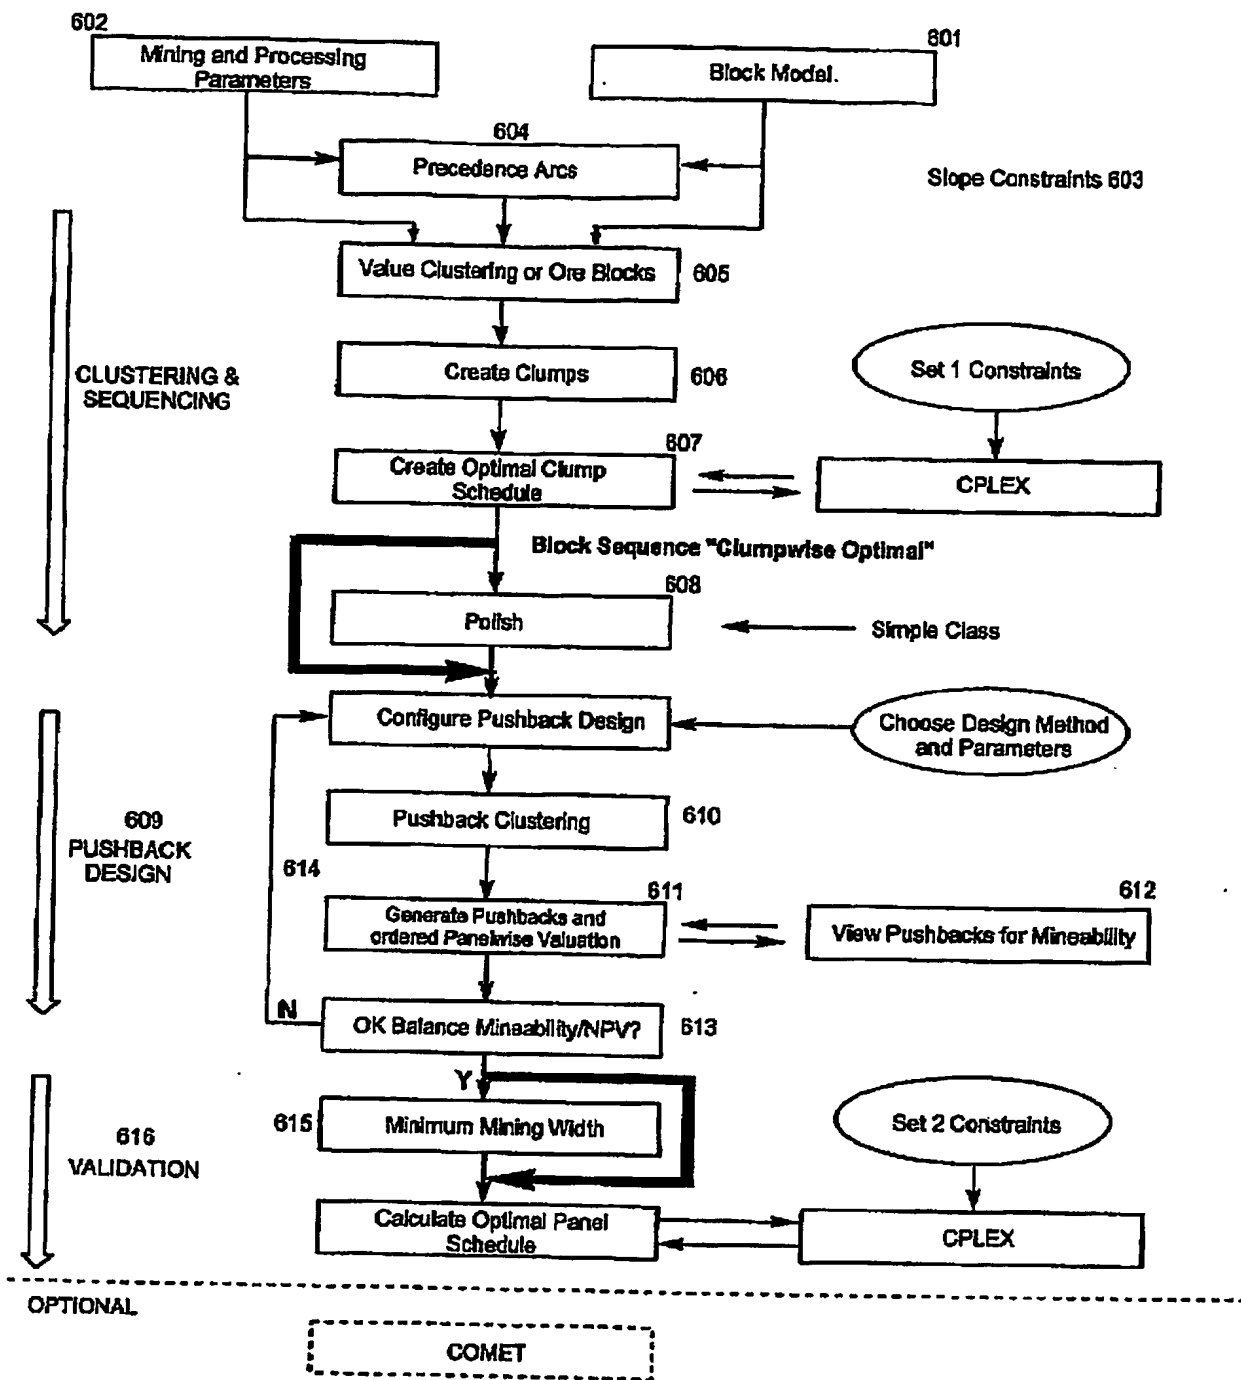 602
Mining and Processing
Parameters
601
Block Model.
604
Precedence Arcs
Slope Constraints 603
Value Clustering or Ore Blocks
605
CLUSTERING &
SEQUENCING
Create Clumps
606
Set 1 Constraints
607
Create Optimal Clump
Schedule
CPLEX
Block Sequence "Clumpwise Optimal"
608
Polish
Simple Class
Configure Pushback Design
Choose Design Method
and Parameters
609
PUSHBACK
DESIGN
Pushback Clustering
610
614
611
Generate Pushbacks and
ordered Panelwise Valuation
612
View Pushbacks for Mineability
N
OK Balance Mineability/NPV?
613
Y
615
Minimum Mining Width
Set 2 Constraints
616
VALIDATION
Calculate Optimal Panel
Schedule
CPLEX
OPTIONAL
COMET